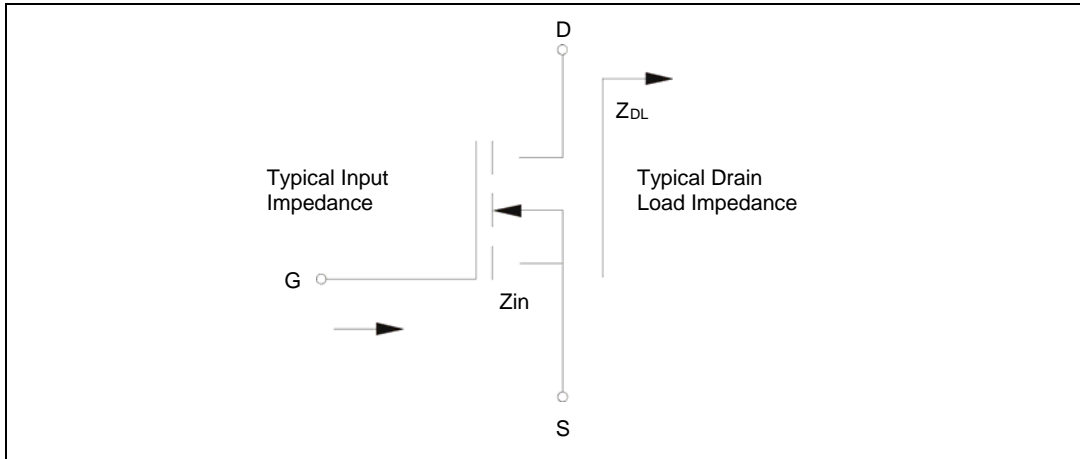 D
ZDL
Typical Input
Impedance
Typical Drain
Load Impedance
G
Zin
S